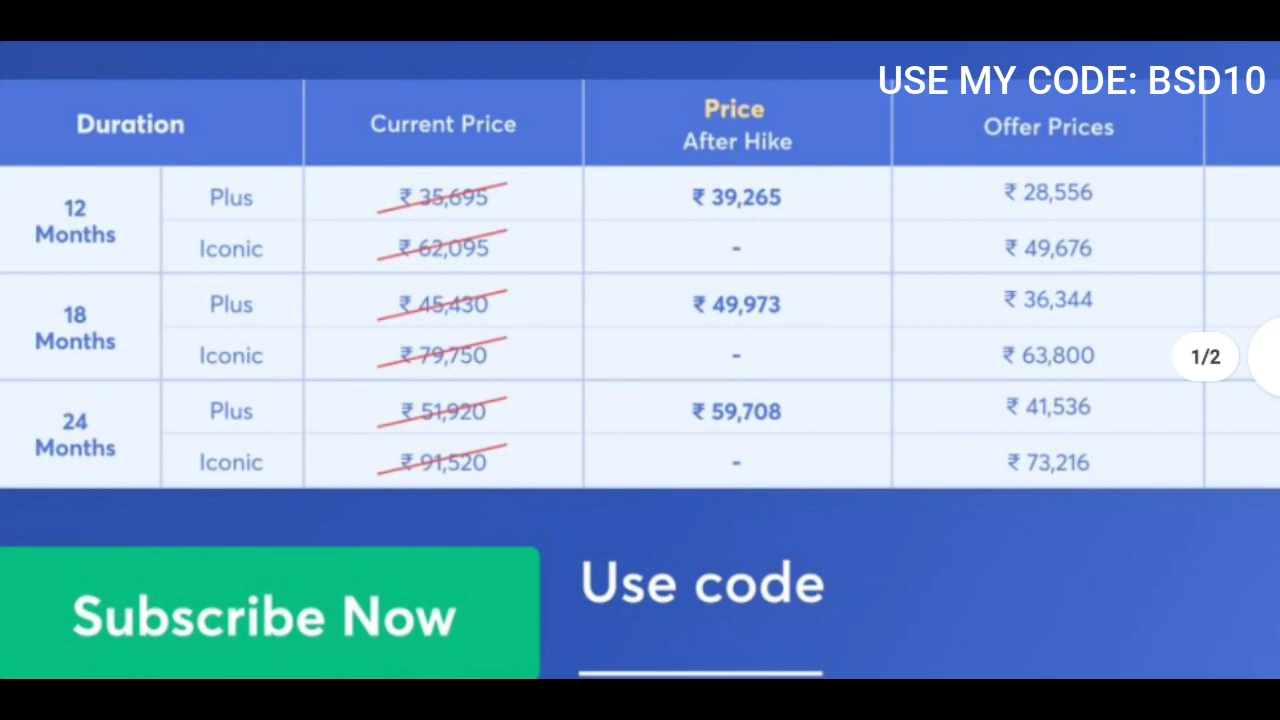 USE MY CODE: BSD10
Duration
Current Price
Price
After Hike
Offer Prices
12
Months
Plus
₹ 35,695
₹ 39,265
₹ 28,556
Iconic
₹ 62,095
-
₹ 49,676
18
Months
Plus
₹ 45,430
₹ 49,973
₹ 36,344
Iconic
₹ 79,750
-
₹ 63,800
1/2
24
Months
Plus
₹ 51,920
₹ 59,708
₹ 41,536
Iconic
₹ 91,520
-
₹ 73,216
Subscribe Now
Use code